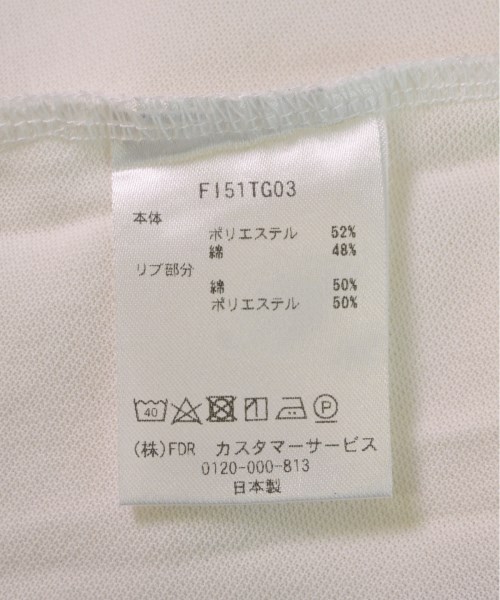 FI51TG03
本体
ポリエステル 52%
綿 48%
リブ部分
綿 50%
ポリエステル 50%
40 P
(株)FDR カスタマーサービス
0120-000-813
日本製